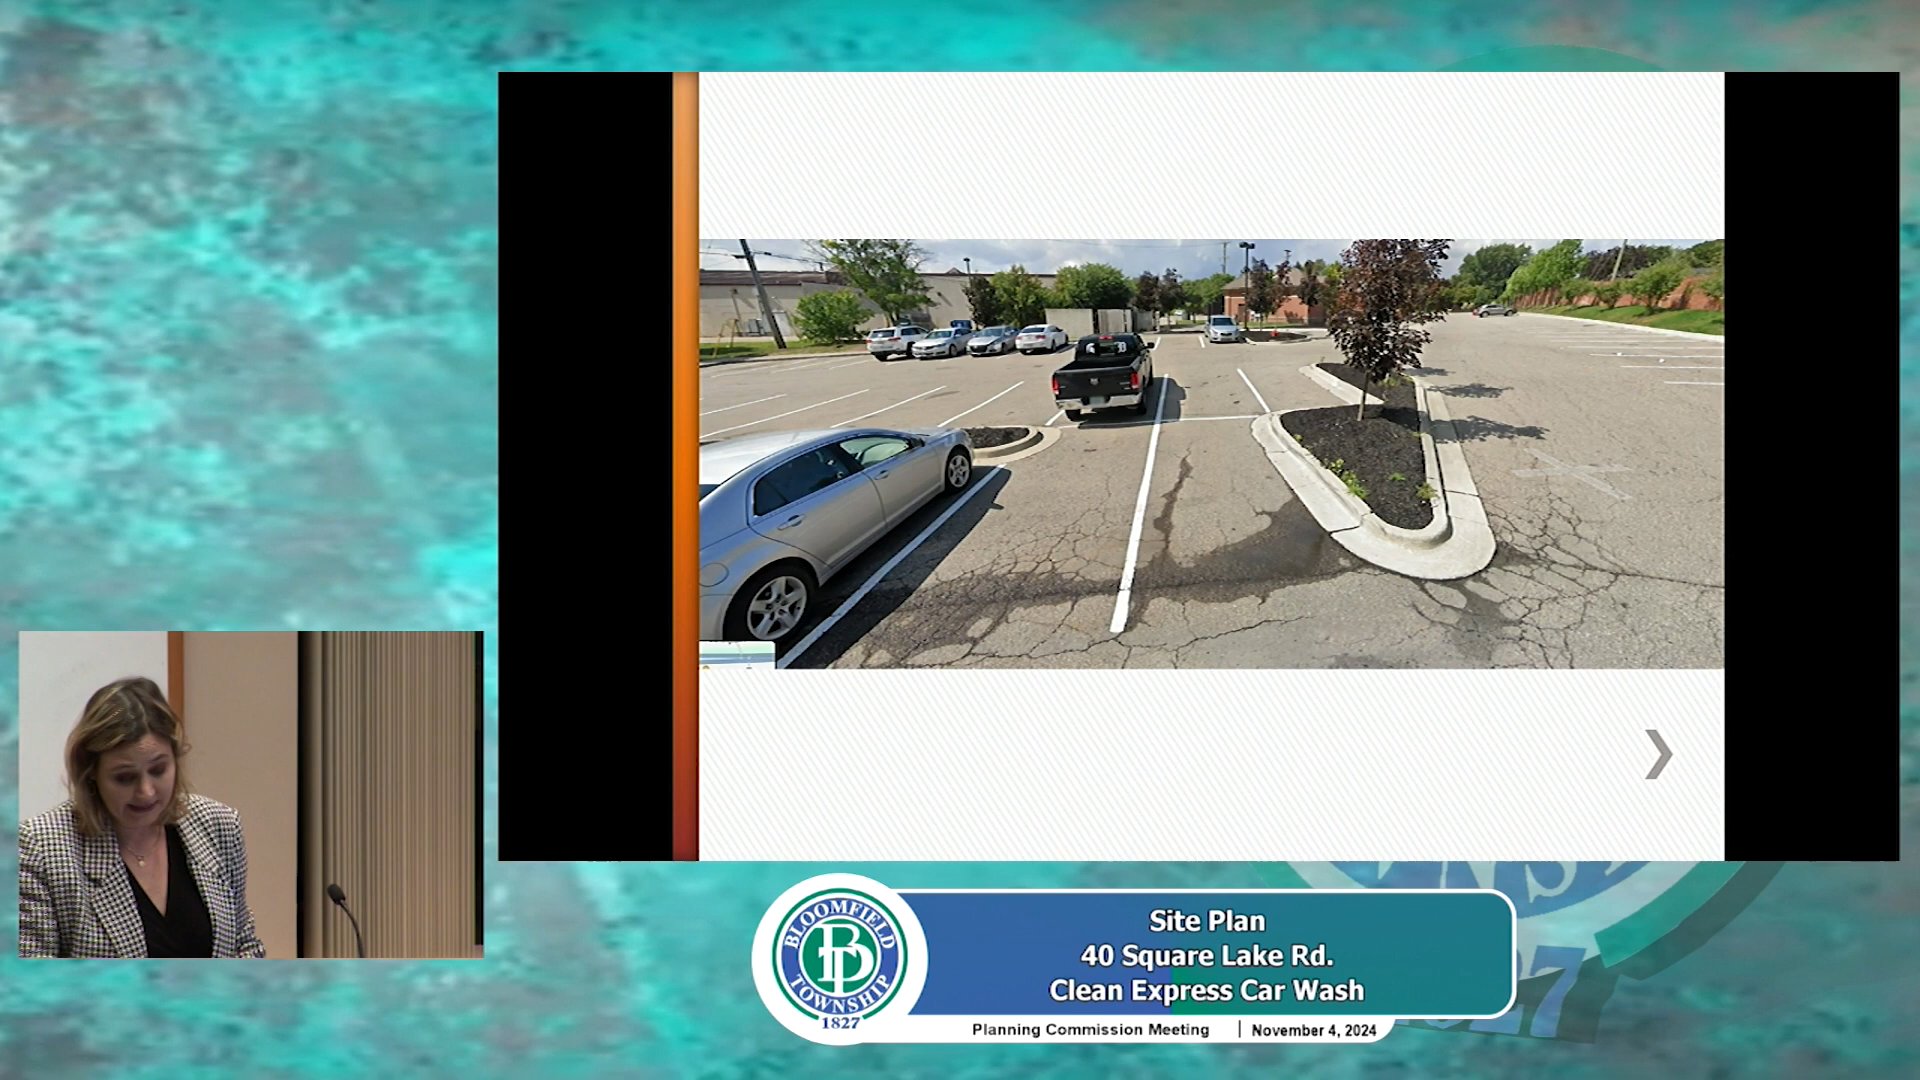 Site Plan
40 Square Lake Rd.
Clean Express Car Wash
BLOOMFIELD
TOWNSHIP
1827
Planning Commission Meeting | November 4, 2024